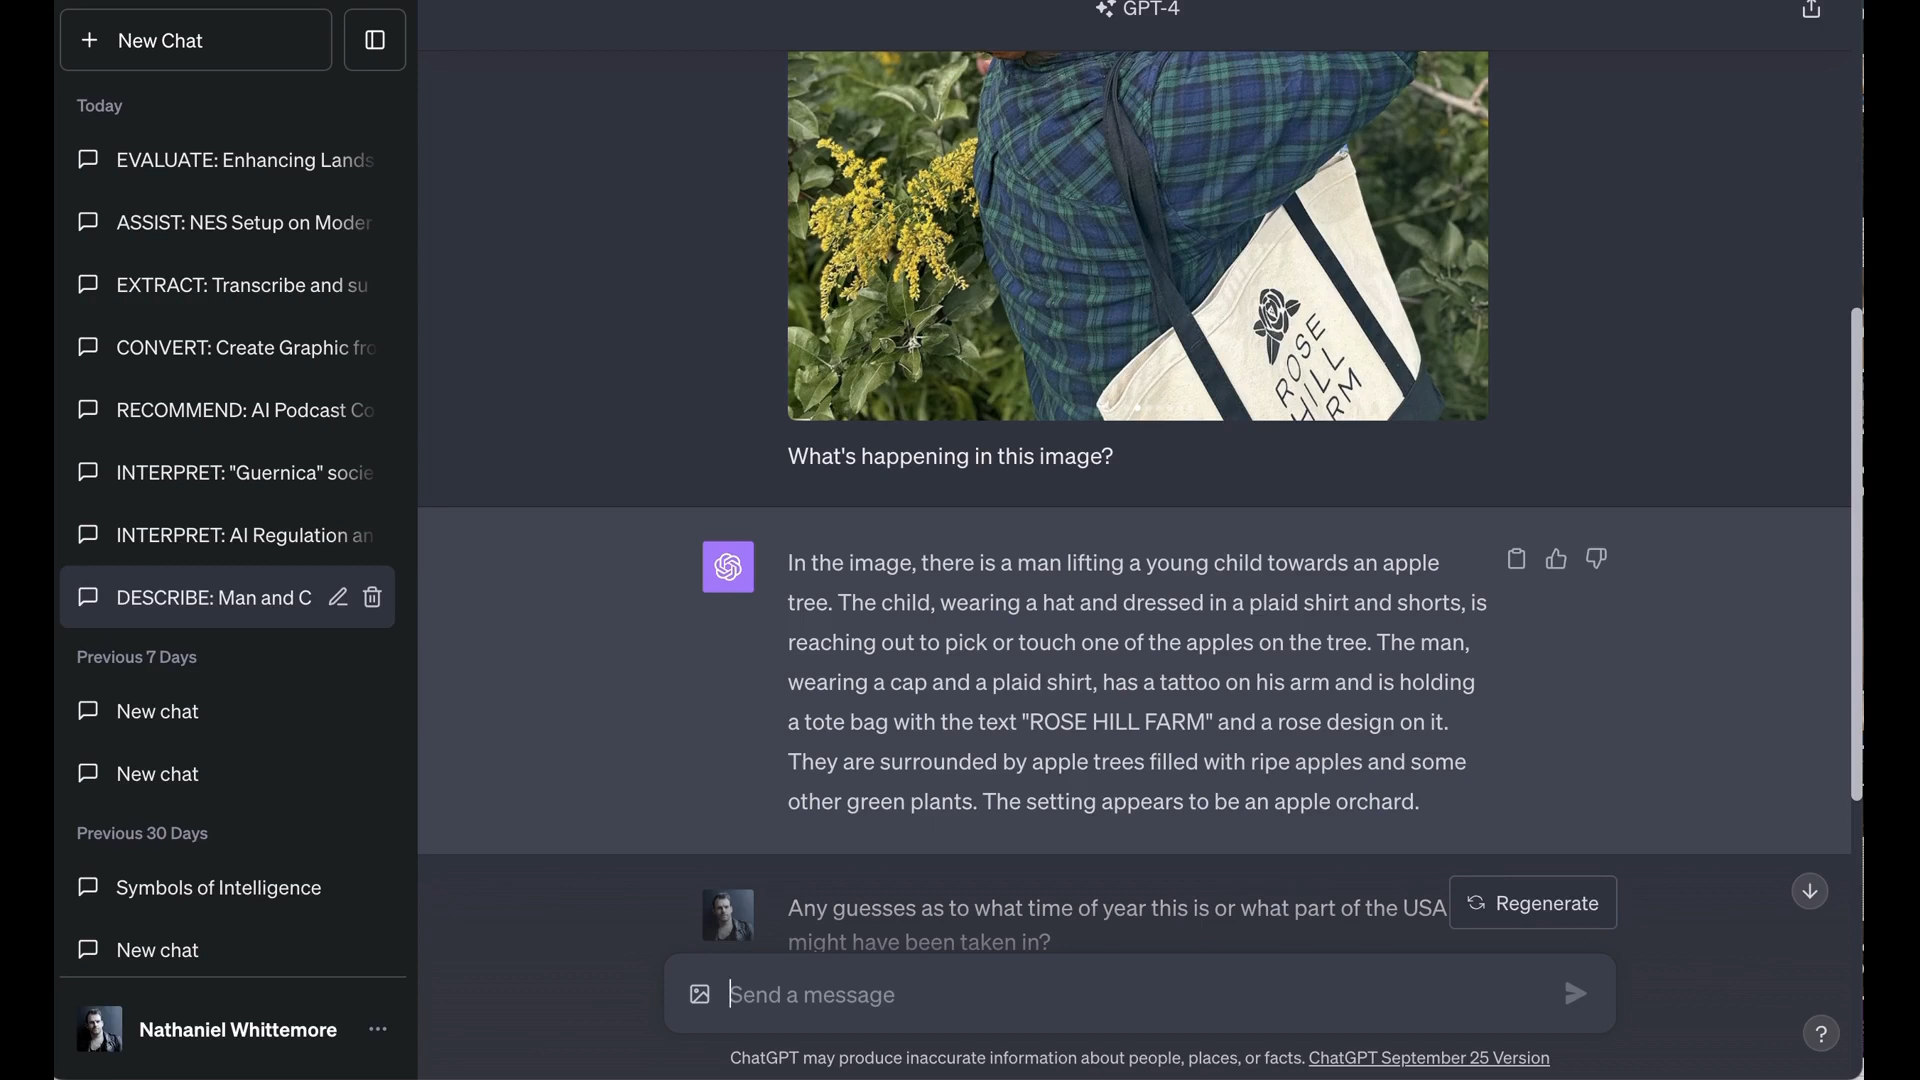 New Chat
Today
EVALUATE: Enhancing Lands
ASSIST: NES Setup on Moder
EXTRACT: Transcribe and su
CONVERT: Create Graphic fro
RECOMMEND: AI Podcast Co
INTERPRET: "Guernica" socie
INTERPRET: AI Regulation an
DESCRIBE: Man and C
Previous 7 Days
New chat
New chat
Previous 30 Days
Symbols of Intelligence
New chat
Nathaniel Whittemore
GPT-4
ROSE
HILL
RM
What's happening in this image?
In the image, there is a man lifting a young child towards an apple
tree. The child, wearing a hat and dressed in a plaid shirt and shorts, is
reaching out to pick or touch one of the apples on the tree. The man,
wearing a cap and a plaid shirt, has a tattoo on his arm and is holding
a tote bag with the text "ROSE HILL FARM" and a rose design on it.
They are surrounded by apple trees filled with ripe apples and some
other green plants. The setting appears to be an apple orchard.
Any guesses as to what time of year this is or what part of the USA
might have been taken in?
Regenerate
Send a message
ChatGPT may produce inaccurate information about people, places, or facts. ChatGPT September 25 Version
?